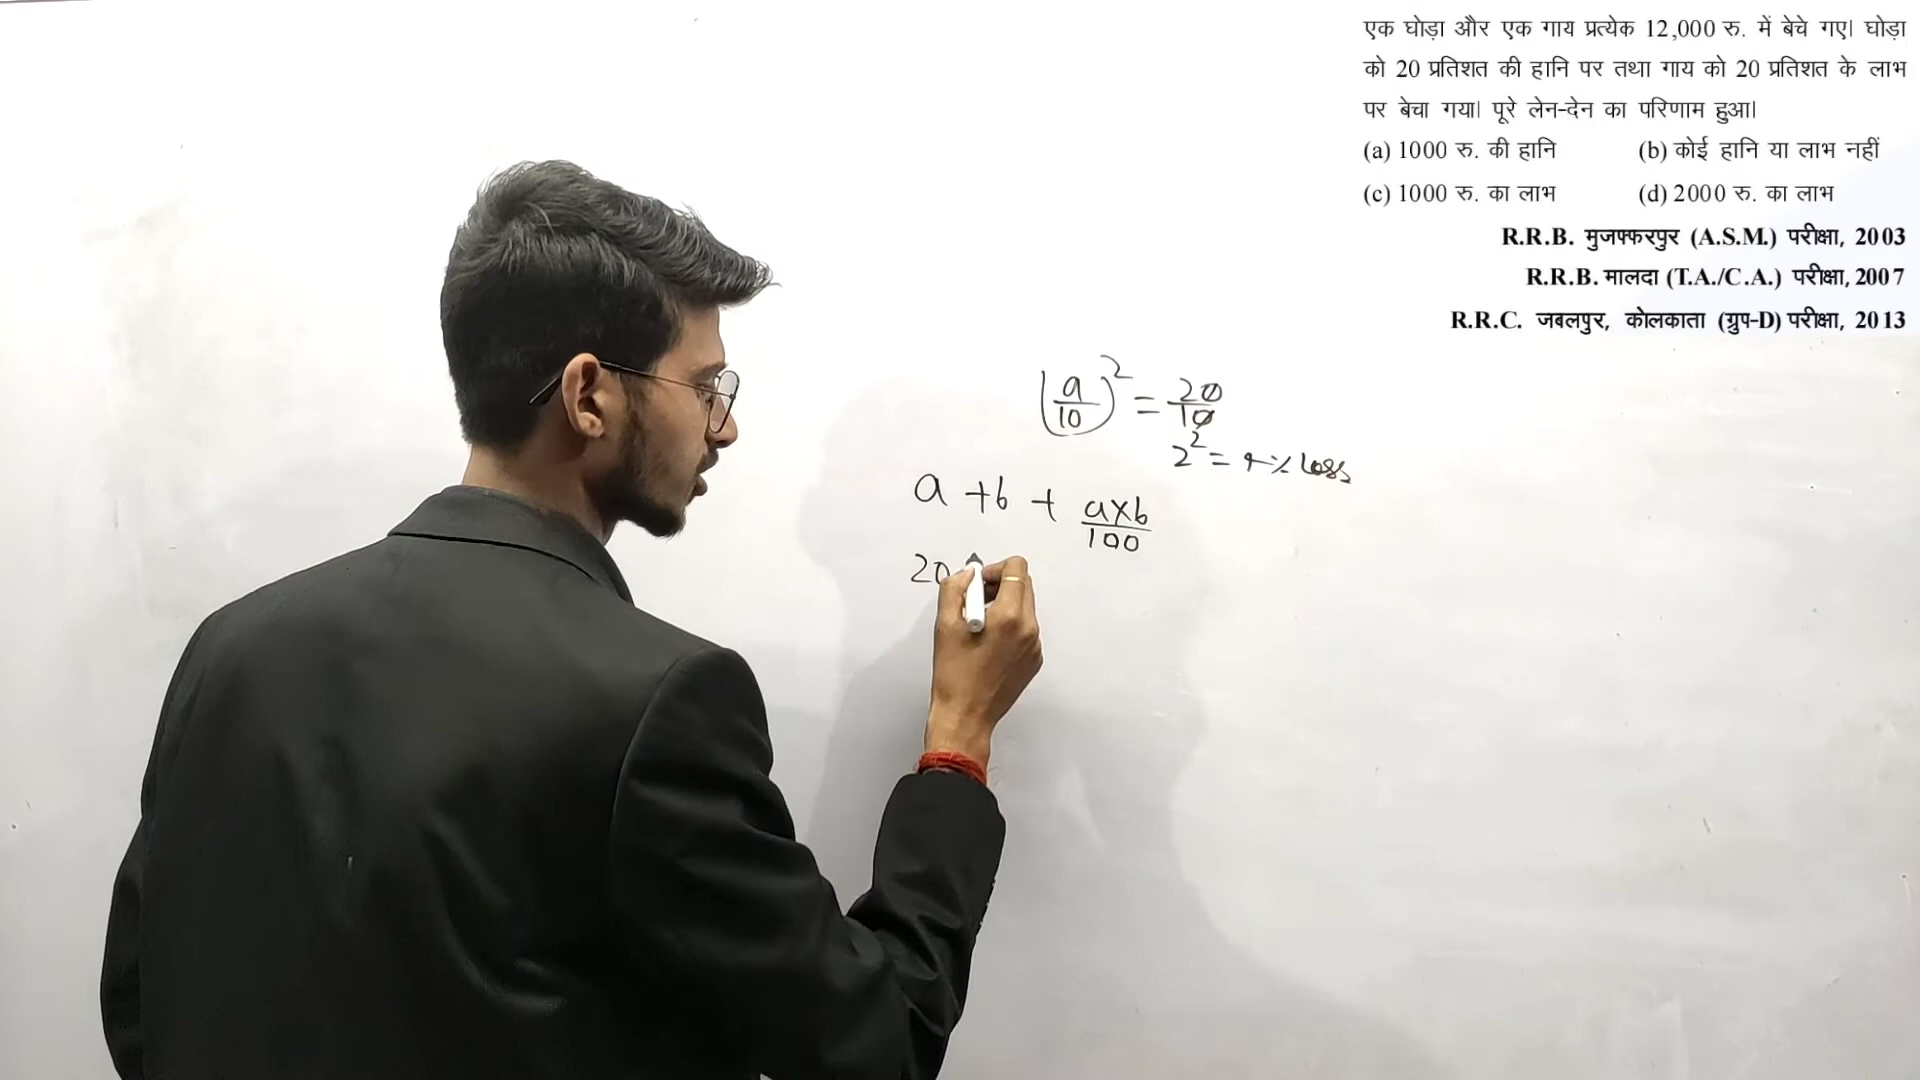 एक घोड़ा और एक गाय प्रत्येक 12,000 रु. में बेचे गए। घोड़ा
को 20 प्रतिशत की हानि पर तथा गाय को 20 प्रतिशत के लाभ
पर बेचा गया। पूरे लेन-देन का परिणाम हुआ।
(a) 1000 रु. की हानि (b) कोई हानि या लाभ नहीं
(c) 1000 रु. का लाभ (d) 2000 रु. का लाभ
R.R.B. मुजफ्फरपुर (A.S.M.) परीक्षा, 2003
R.R.B. मालदा (T.A./C.A.) परीक्षा, 2007
R.R.C. जबलपुर, कोलकाता (ग्रुप-D) परीक्षा, 2013
(a/10)² = 20/10
2² = 4% Loss
a + b + a×b/100
20